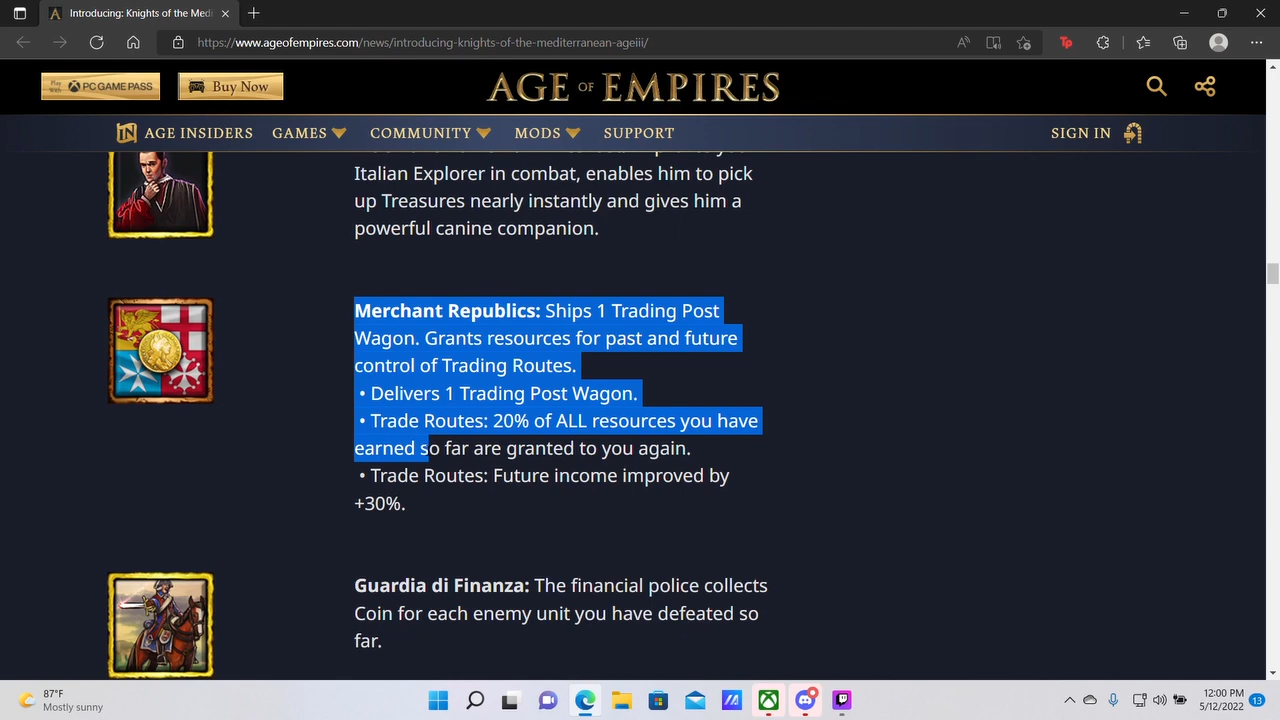 Introducing: Knights of the Medi
https://www.ageofempires.com/news/introducing-knights-of-the-mediterranean-ageiii/
PC GAME PASS
Buy Now
AGE OF EMPIRES
AGE INSIDERS GAMES COMMUNITY MODS SUPPORT SIGN IN
Italian Explorer in combat, enables him to pick
up Treasures nearly instantly and gives him a
powerful canine companion.
Merchant Republics: Ships 1 Trading Post
Wagon. Grants resources for past and future
control of Trading Routes.
• Delivers 1 Trading Post Wagon.
• Trade Routes: 20% of ALL resources you have
earned so far are granted to you again.
• Trade Routes: Future income improved by
+30%.
Guardia di Finanza: The financial police collects
Coin for each enemy unit you have defeated so
far.
87°F
Mostly sunny
12:00 PM
5/12/2022
13